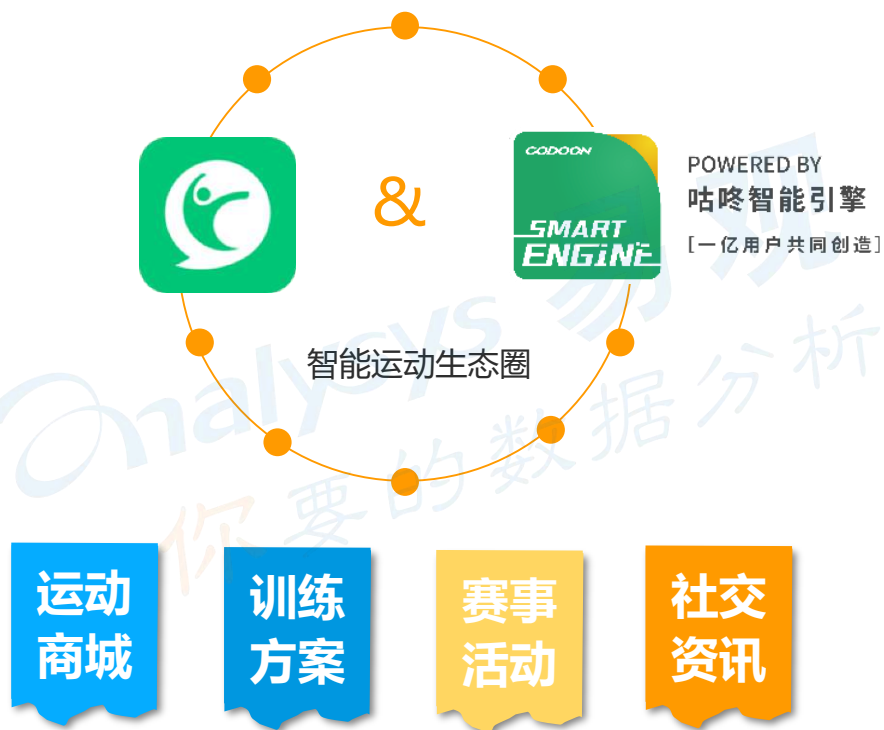 &
CODOON
SMART
ENGINE
POWERED BY
咕咚智能引擎
[一亿用户共同创造]
智能运动生态圈
analysys 易观
你要的数据分析
运动
商城
训练
方案
赛事
活动
社交
资讯